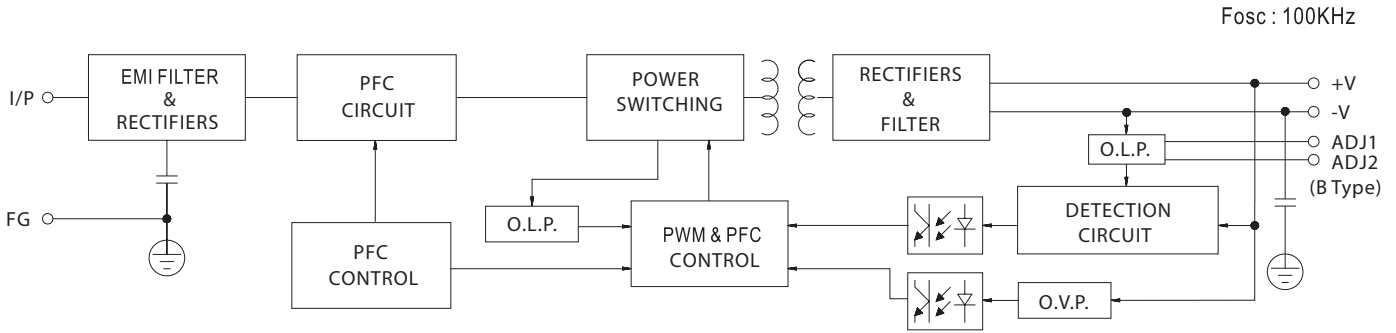 Fosc : 100KHz
I/P
EMI FILTER
&
RECTIFIERS
PFC
CIRCUIT
POWER
SWITCHING
RECTIFIERS
&
FILTER
+V
-V
ADJ1
ADJ2
(B Type)
O.L.P.
FG
O.L.P.
PFC
CONTROL
PWM & PFC
CONTROL
DETECTION
CIRCUIT
O.V.P.